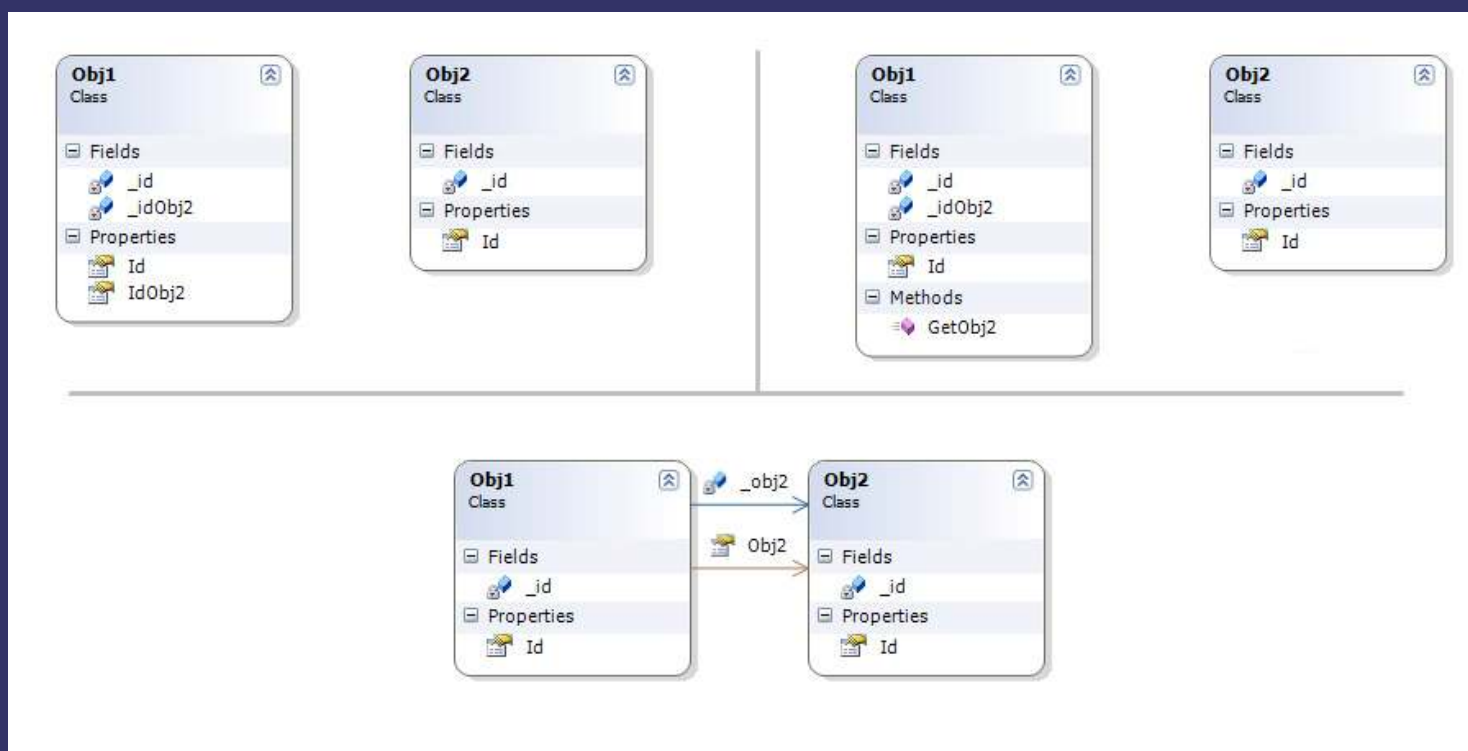 Obj1
Class
Fields
_id
_idObj2
Properties
Id
IdObj2
Obj2
Class
Fields
_id
Properties
Id
Obj1
Class
Fields
_id
_idObj2
Properties
Id
Methods
GetObj2
Obj2
Class
Fields
_id
Properties
Id
Obj1
Class
Fields
_id
Properties
Id
_obj2
Obj2
Obj2
Class
Fields
_id
Properties
Id